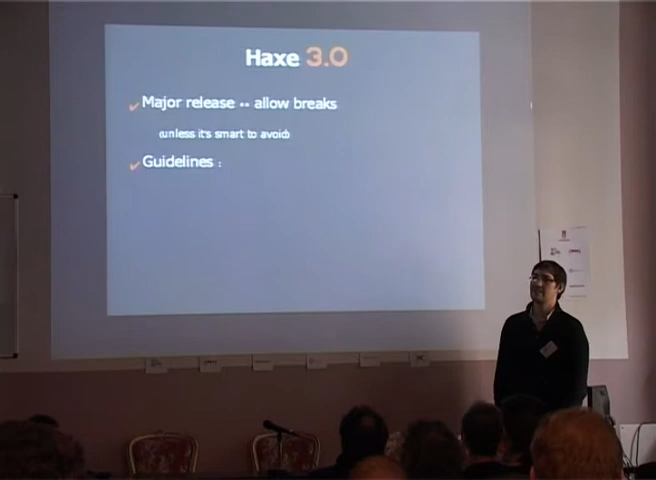 Haxe 3.0
Major release -- allow breaks
(unless it's smart to avoid)
Guidelines :